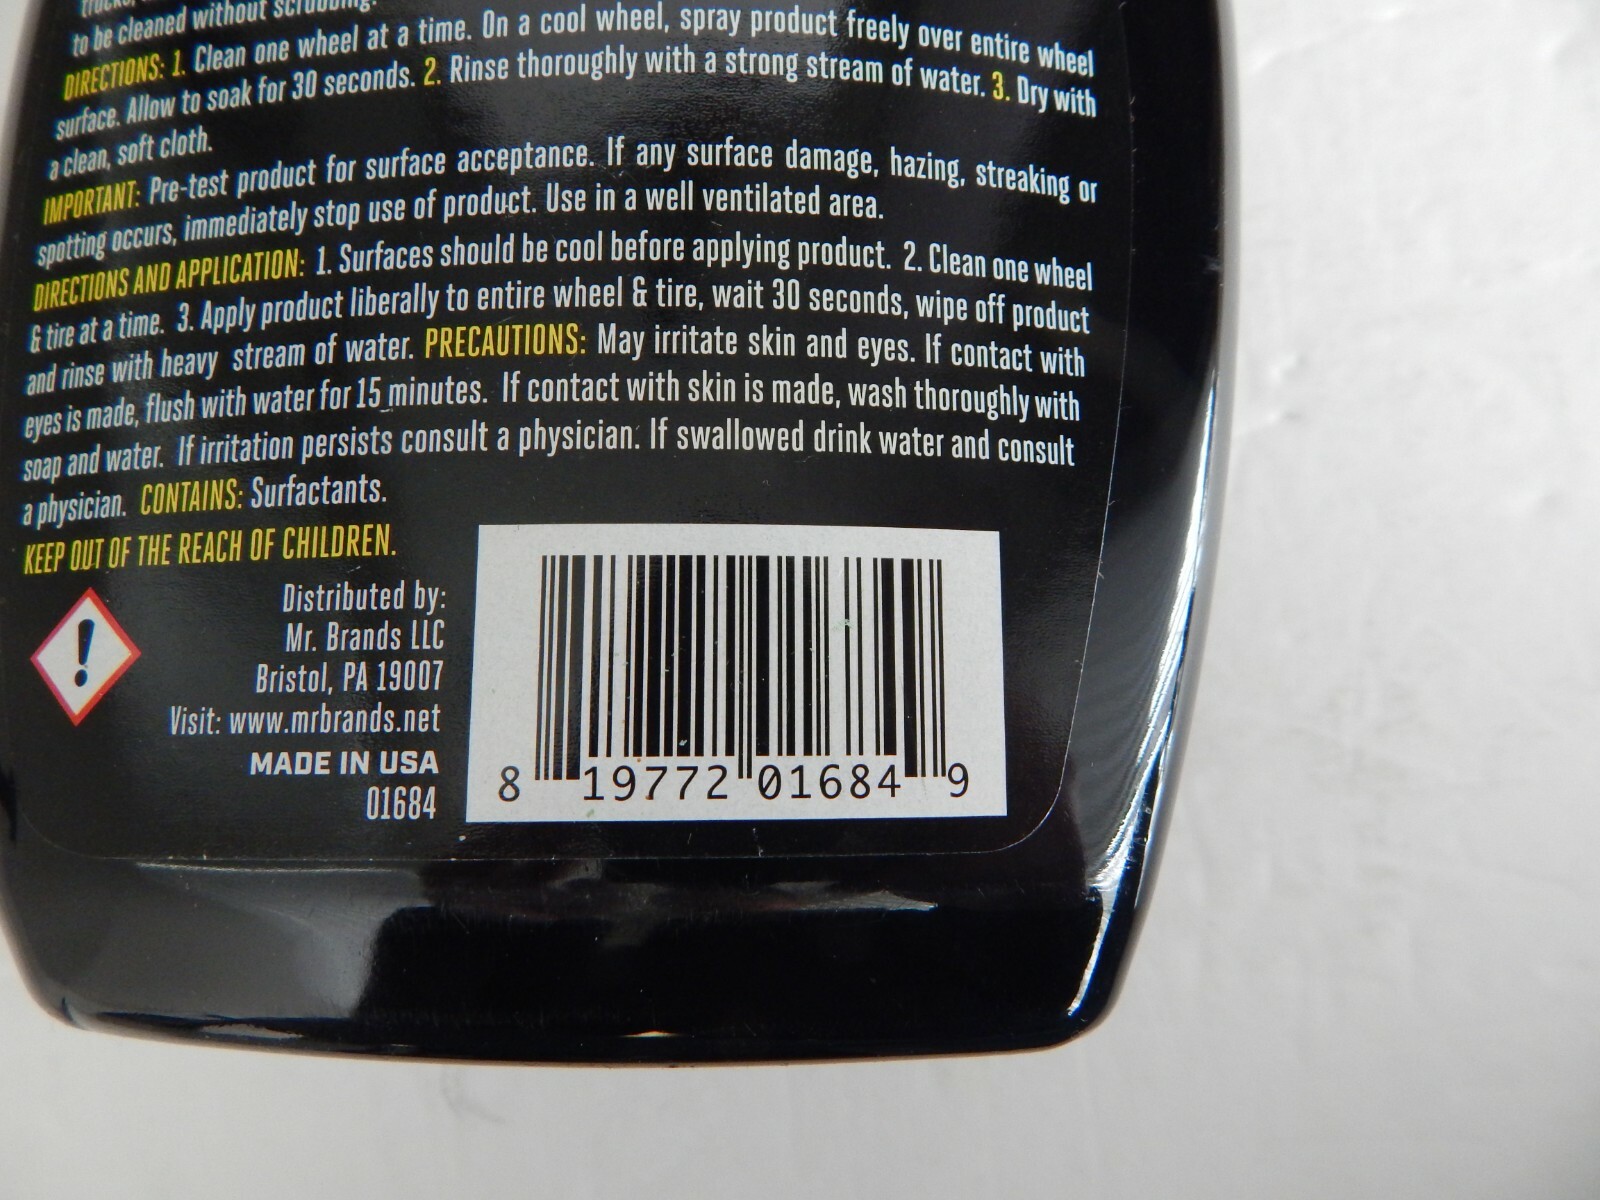 to be cleaned without scrubbing.
DIRECTIONS: 1. Clean one wheel at a time. On a cool wheel, spray product freely over entire wheel
surface. Allow to soak for 30 seconds. 2. Rinse thoroughly with a strong stream of water. 3. Dry with
a clean, soft cloth.
IMPORTANT: Pre-test product for surface acceptance. If any surface damage, hazing, streaking or
spotting occurs, immediately stop use of product. Use in a well ventilated area.
DIRECTIONS AND APPLICATION: 1. Surfaces should be cool before applying product. 2. Clean one wheel
& tire at a time. 3. Apply product liberally to entire wheel & tire, wait 30 seconds, wipe off product
and rinse with heavy stream of water. PRECAUTIONS: May irritate skin and eyes. If contact with
eyes is made, flush with water for 15 minutes. If contact with skin is made, wash thoroughly with
soap and water. If irritation persists consult a physician. If swallowed drink water and consult
a physician. CONTAINS: Surfactants.
KEEP OUT OF THE REACH OF CHILDREN.
Distributed by:
Mr. Brands LLC
Bristol, PA 19007
Visit: www.mrbrands.net
MADE IN USA
01684
8 19772 01684 9